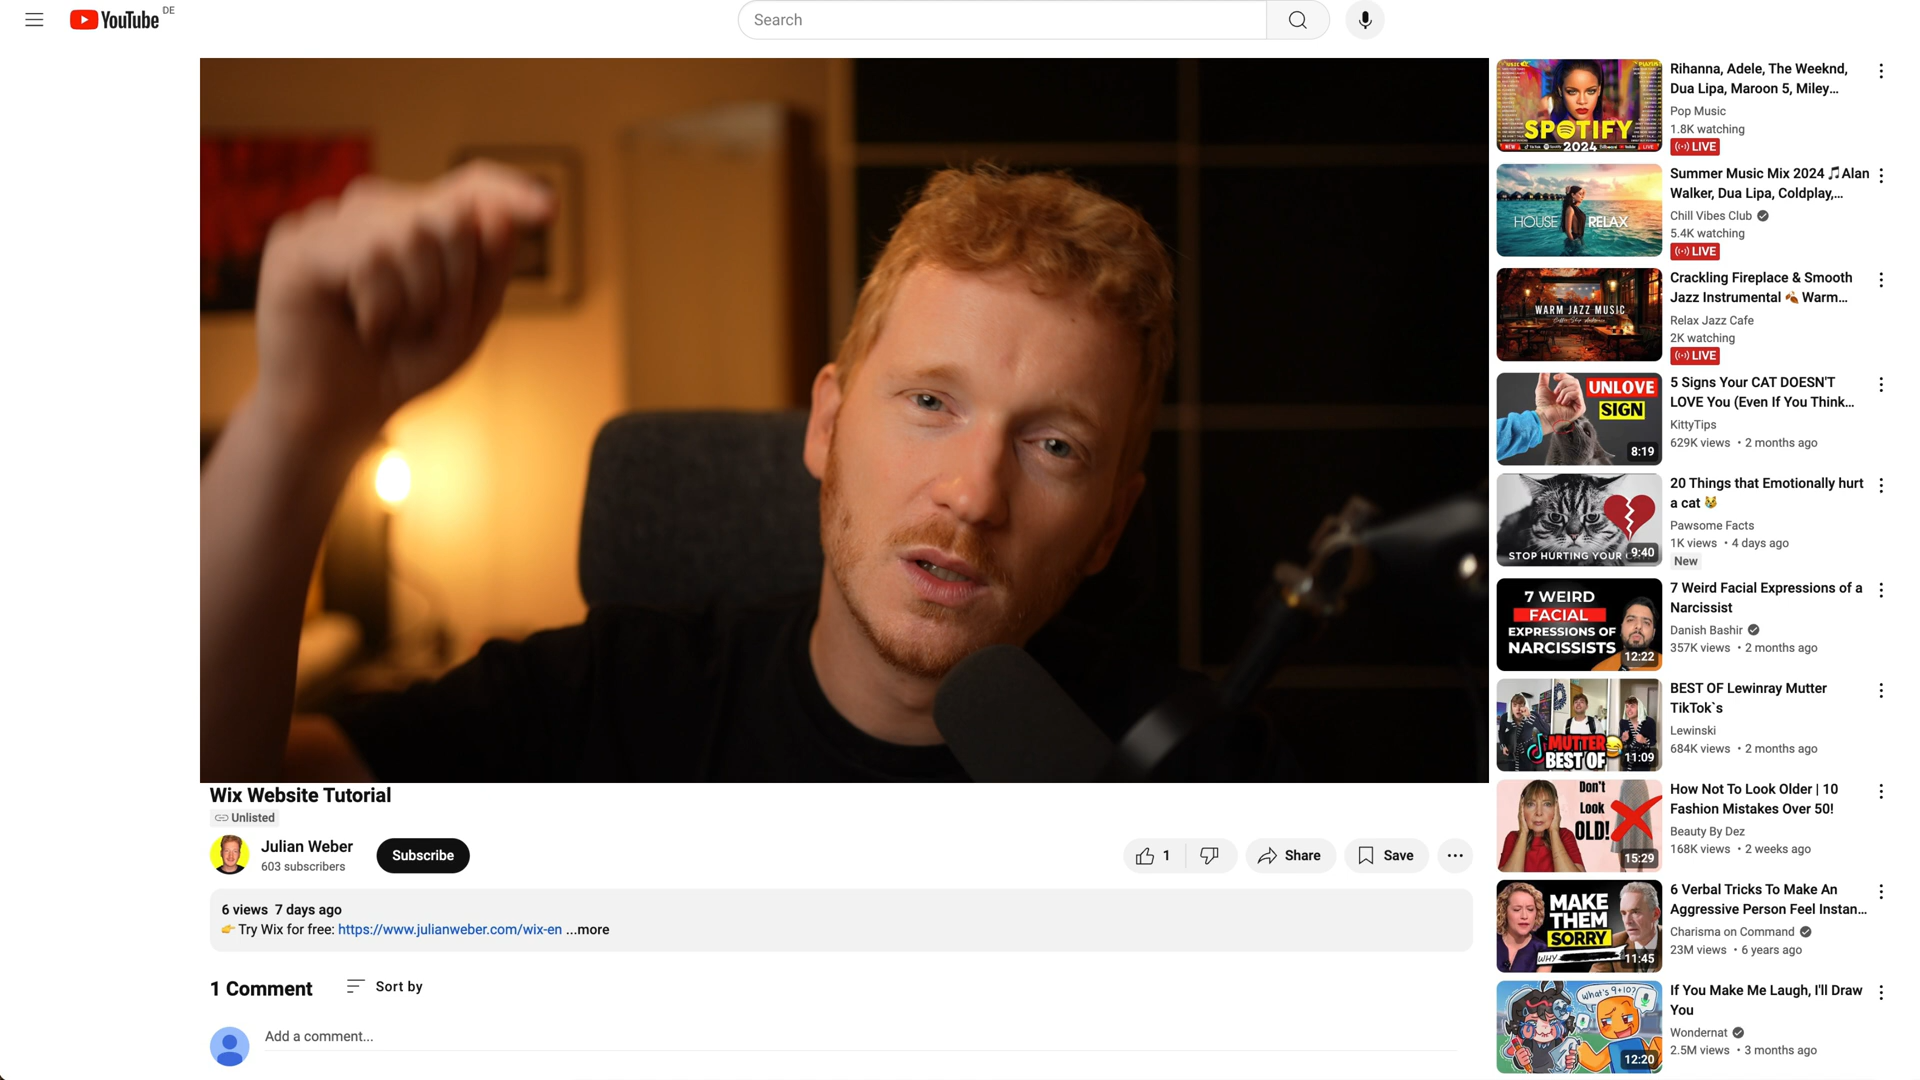 YouTube DE
Search
Wix Website Tutorial
Unlisted
Julian Weber
603 subscribers
Subscribe
1
Share
Save
6 views 7 days ago
👉 Try Wix for free: https://www.julianweber.com/wix-en ...more
1 Comment
Sort by
Add a comment...
SPOTIFY
2024
LIVE
Rihanna, Adele, The Weeknd,
Dua Lipa, Maroon 5, Miley...
Pop Music
1.8K watching
LIVE
HOUSE RELAX
Summer Music Mix 2024 🎵Alan
Walker, Dua Lipa, Coldplay,...
Chill Vibes Club
5.4K watching
LIVE
WARM JAZZ MUSIC
Crackling Fireplace & Smooth
Jazz Instrumental 🍂 Warm...
Relax Jazz Cafe
2K watching
LIVE
UNLOVE
SIGN
8:19
5 Signs Your CAT DOESN'T
LOVE You (Even If You Think...
KittyTips
629K views • 2 months ago
STOP HURTING YOUR
9:40
20 Things that Emotionally hurt
a cat 😿
Pawsome Facts
1K views • 4 days ago
New
7 WEIRD
FACIAL
EXPRESSIONS OF
NARCISSISTS
12:22
7 Weird Facial Expressions of a
Narcissist
Danish Bashir
357K views • 2 months ago
MUTTER
BEST OF
11:09
BEST OF Lewinray Mutter
TikTok`s
Lewinski
684K views • 2 months ago
Don't
Look
OLD!
15:29
How Not To Look Older | 10
Fashion Mistakes Over 50!
Beauty By Dez
168K views • 2 weeks ago
MAKE
THEM
SORRY
WHY
11:45
6 Verbal Tricks To Make An
Aggressive Person Feel Instan...
Charisma on Command
23M views • 6 years ago
What's 9+10?
12:20
If You Make Me Laugh, I'll Draw
You
Wondernat
2.5M views • 3 months ago